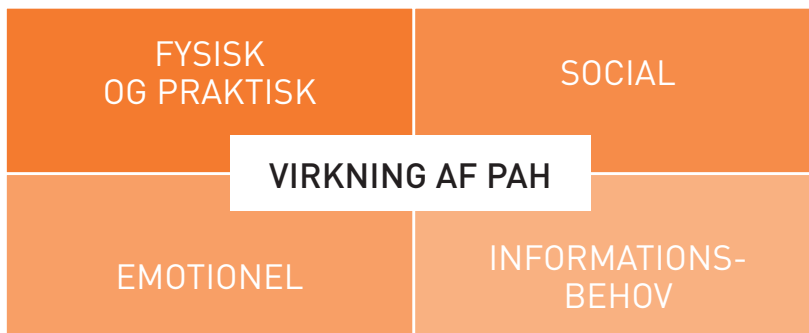 FYSISK
OG PRAKTISK
SOCIAL
VIRKNING AF PAH
EMOTIONEL
INFORMATIONS-
BEHOV